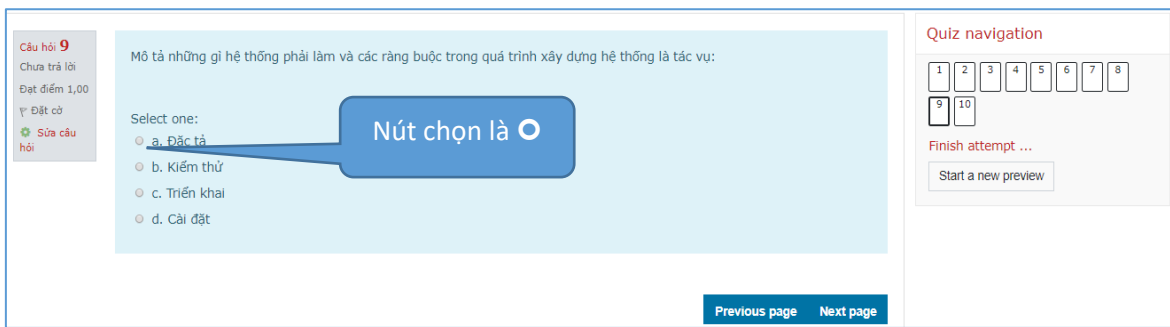 Câu hỏi 9
Chưa trả lời
Đạt điểm 1,00
Đặt cờ
Sửa câu
hỏi
Mô tả những gì hệ thống phải làm và các ràng buộc trong quá trình xây dựng hệ thống là tác vụ:
Select one:
a. Đặc tả
b. Kiểm thử
c. Triển khai
d. Cài đặt
Nút chọn là
Previous page
Next page
Quiz navigation
1 2 3 4 5 6 7 8
9 10
Finish attempt ...
Start a new preview